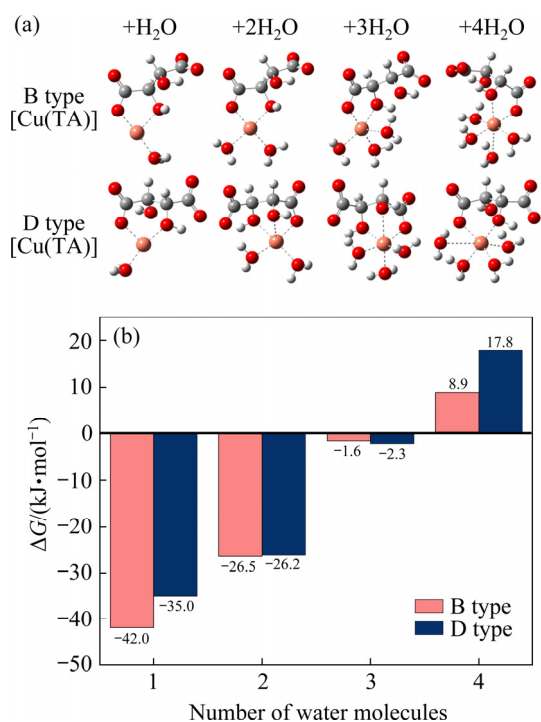 (a)
+H₂O +2H₂O +3H₂O +4H₂O
B type
[Cu(TA)]
D type
[Cu(TA)]
(b)
ΔG/(kJ•mol⁻¹)
20
10
0
−10
−20
−30
−40
−50
−42.0
−35.0
−26.5
−26.2
−1.6
−2.3
8.9
17.8
B type
D type
1 2 3 4
Number of water molecules